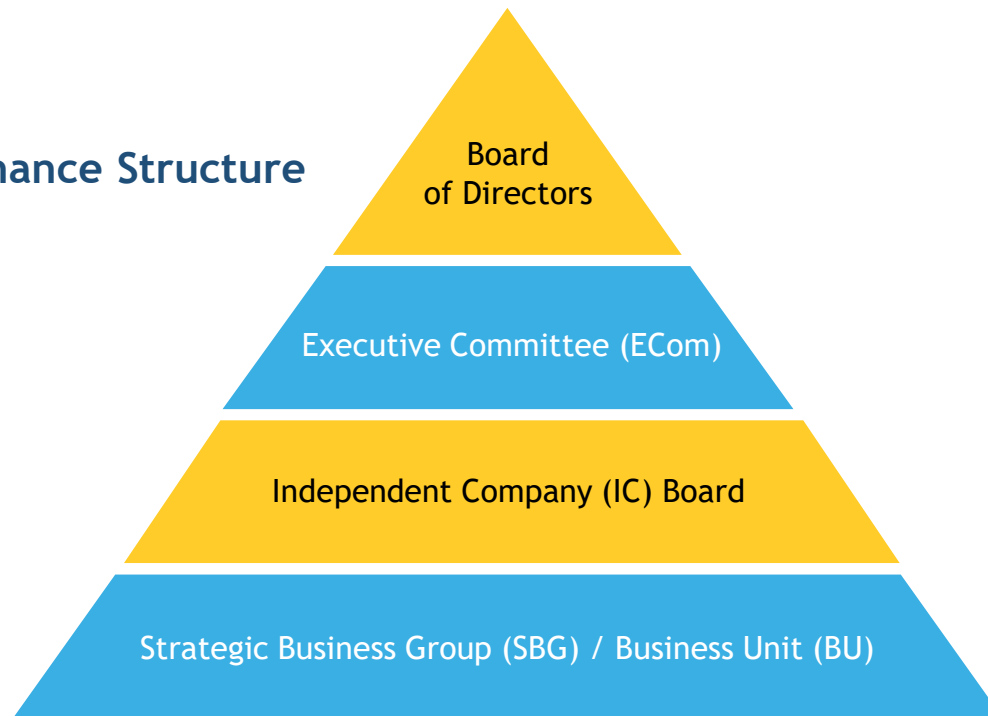 nance Structure
Board
of Directors
Executive Committee (ECom)
Independent Company (IC) Board
Strategic Business Group (SBG) / Business Unit (BU)